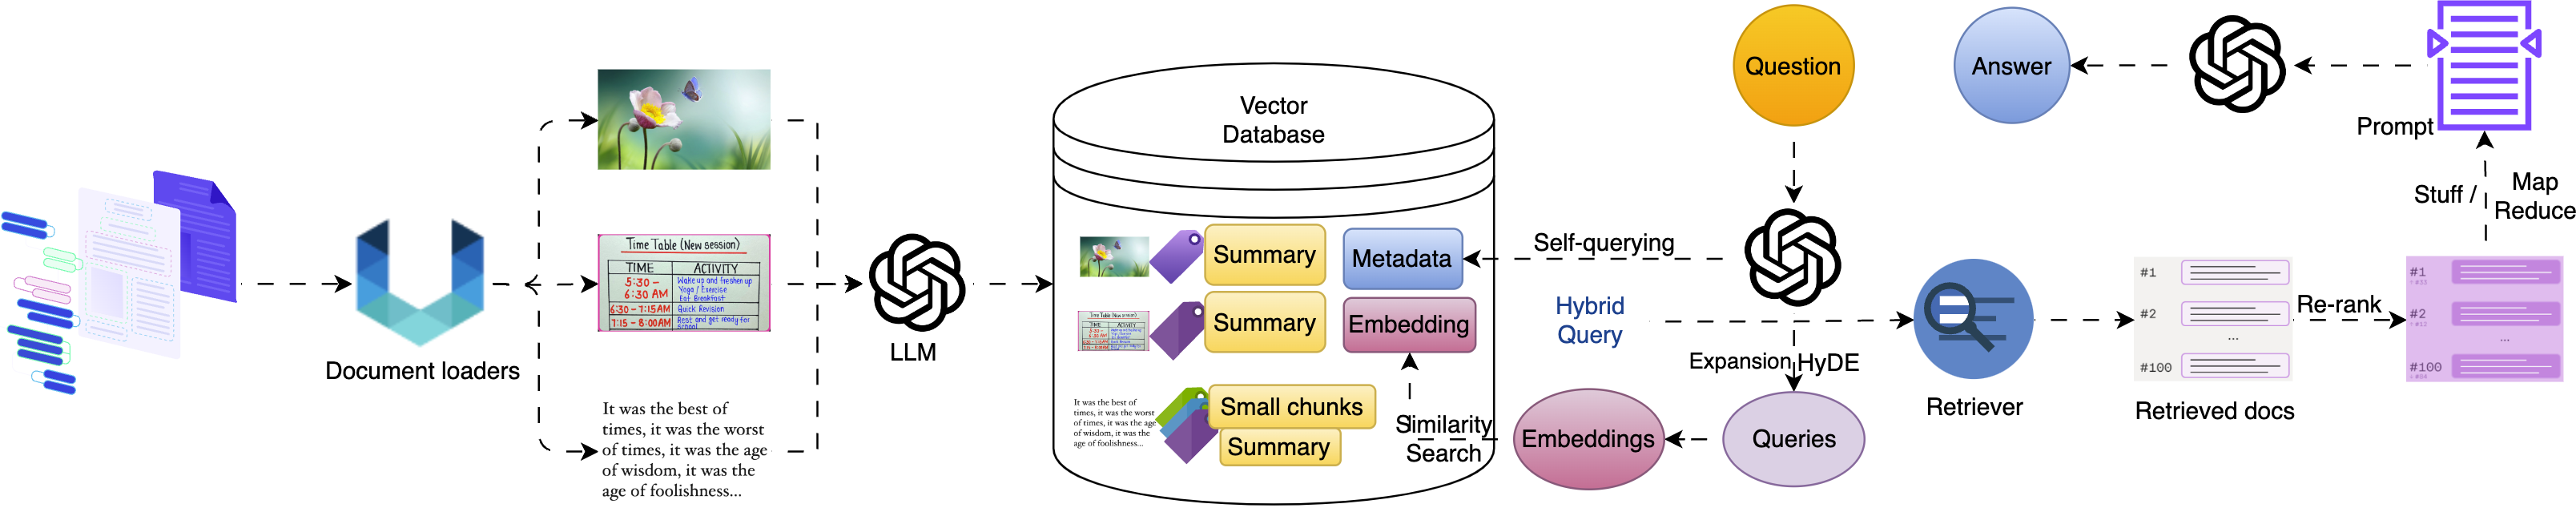 Document loaders
Time Table (New session)
TIME ACTIVITY
5:30 - 6:30 AM Wake up and freshen up
Yoga / Exercise
Eat Breakfast
6:30 - 7:15AM Quick Revision
7:15 - 8:00AM Rest and get ready for
school
It was the best of
times, it was the worst
of times, it was the age
of wisdom, it was the
age of foolishness...
LLM
Vector
Database
Summary
Metadata
Time Table (New session)
Summary
Embedding
It was the best of
times, it was the worst
of times, it was the age
of wisdom, it was the
age of foolishness...
Small chunks
Summary
Similarity
Search
Question
Self-querying
Hybrid
Query
Expansion HyDE
Embeddings
Queries
Retriever
#1
#2
...
#100
Retrieved docs
Re-rank
#1
#2
...
#100
Stuff /
Map
Reduce
Prompt
Answer